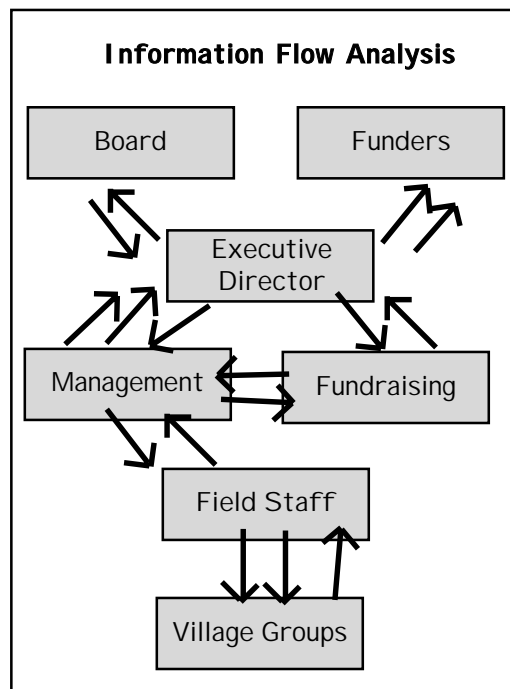 Information Flow Analysis
Board
Funders
Executive
Director
Management
Fundraising
Field Staff
Village Groups